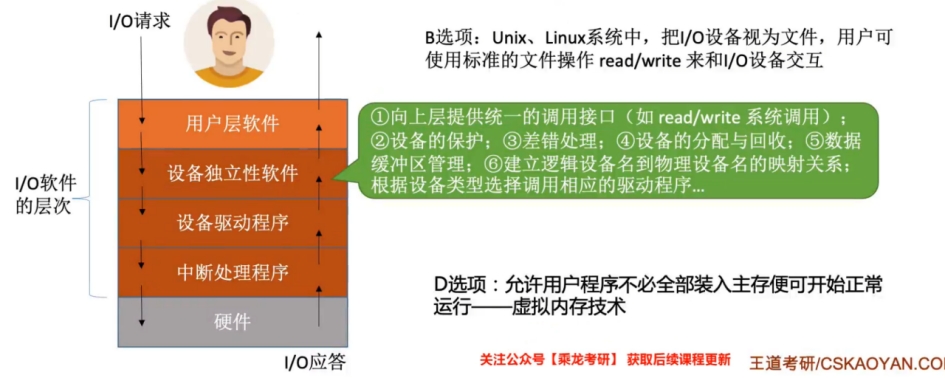 I/O请求
B选项：Unix、Linux系统中，把I/O设备视为文件，用户可
使用标准的文件操作 read/write 来和I/O设备交互
用户层软件
设备独立性软件
设备驱动程序
中断处理程序
硬件
I/O软件
的层次
①向上层提供统一的调用接口（如 read/write 系统调用）；
②设备的保护；③差错处理；④设备的分配与回收；⑤数据
缓冲区管理；⑥建立逻辑设备名到物理设备名的映射关系；
根据设备类型选择调用相应的驱动程序...
D选项：允许用户程序不必全部装入主存便可开始正常
运行——虚拟内存技术
I/O应答
关注公众号【乘龙考研】 获取后续课程更新
王道考研/CSKAOYAN.COM